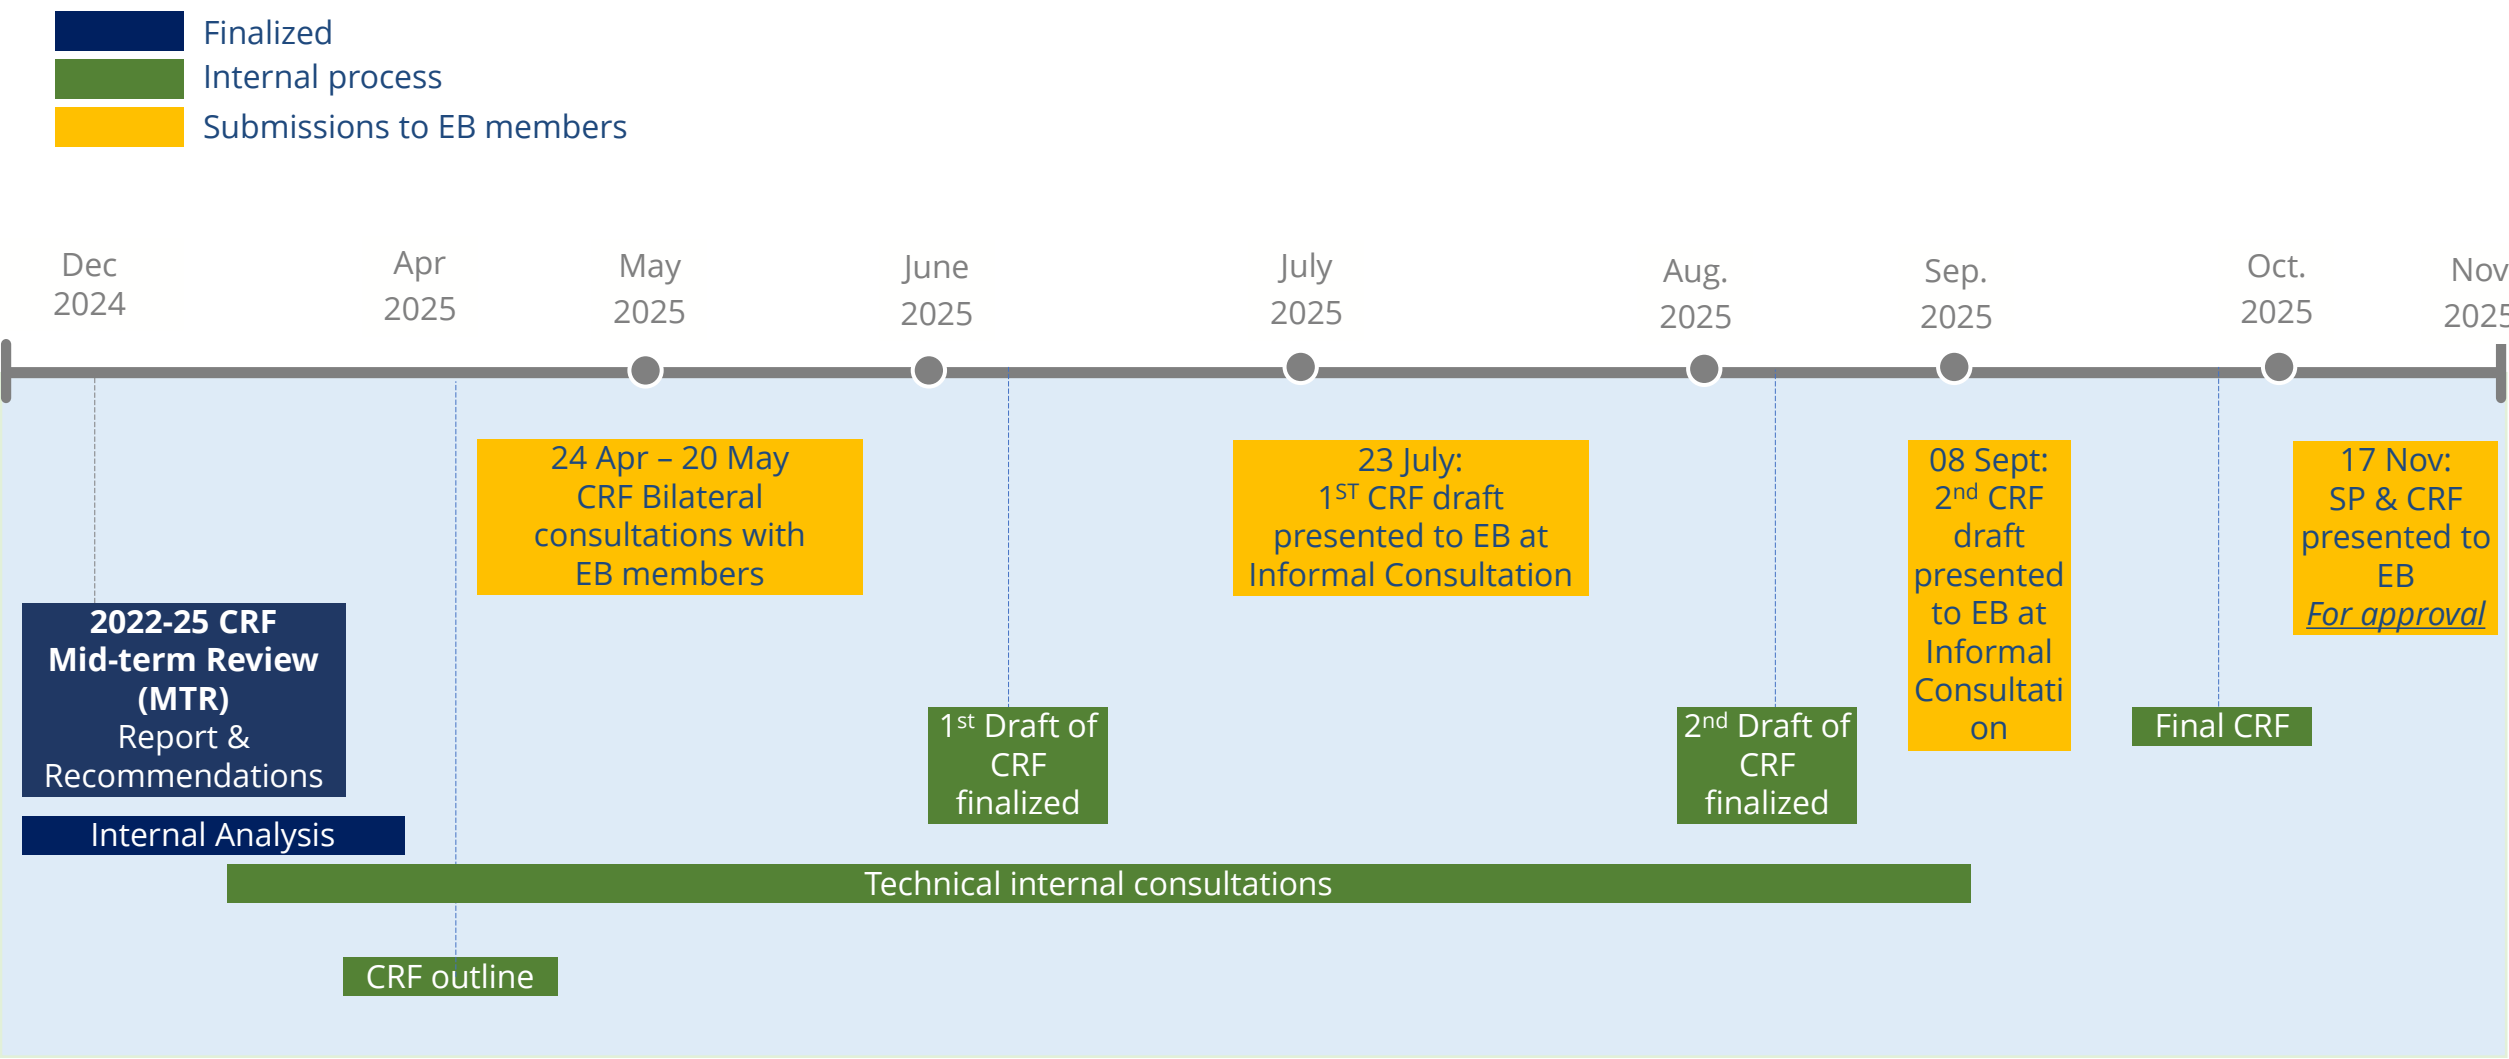 Finalized
Internal process
Submissions to EB members
Dec
2024
Apr
2025
May
2025
June
2025
July
2025
Aug.
2025
Sep.
2025
Oct.
2025
Nov
2025
24 Apr – 20 May
CRF Bilateral
consultations with
EB members
23 July:
1ST CRF draft
presented to EB at
Informal Consultation
08 Sept:
2nd CRF
draft
presented
to EB at
Informal
Consultati
on
17 Nov:
SP & CRF
presented to
EB
For approval
2022-25 CRF
Mid-term Review
(MTR)
Report &
Recommendations
1st Draft of
CRF
finalized
2nd Draft of
CRF
finalized
Final CRF
Internal Analysis
Technical internal consultations
CRF outline